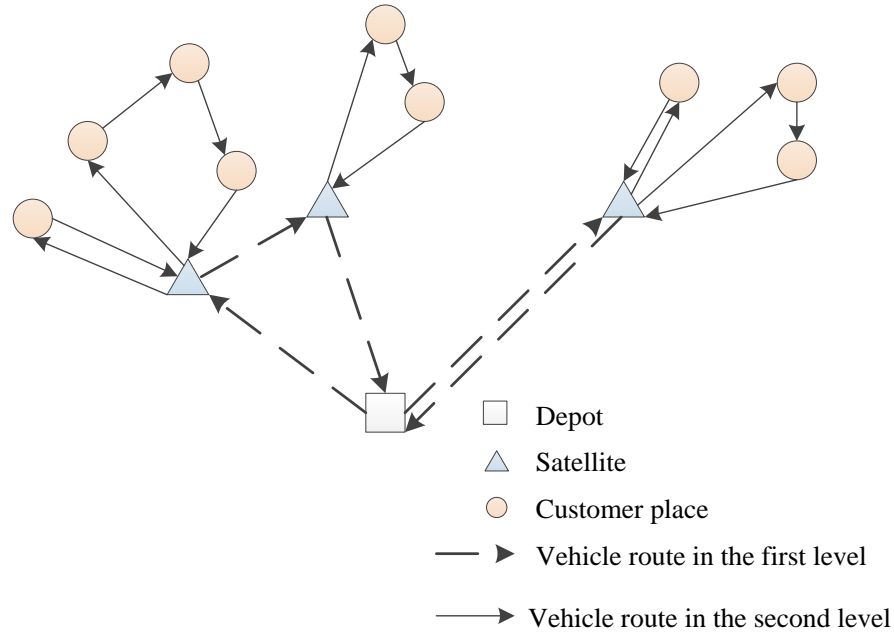 Depot
Satellite
Customer place
Vehicle route in the first level
Vehicle route in the second level